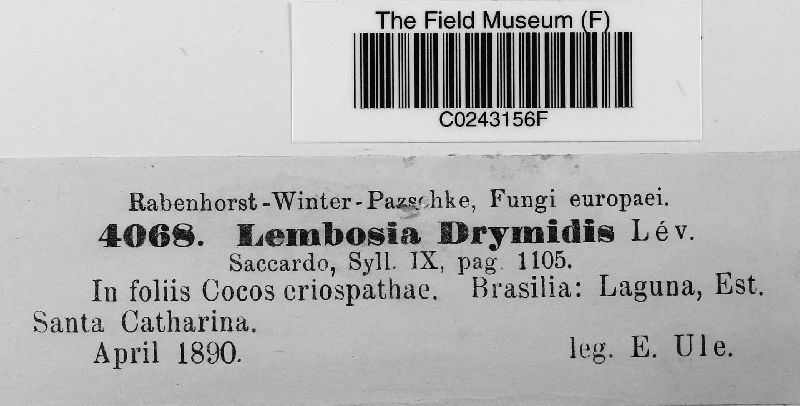 The Field Museum (F)
C0243156F
Rabenhorst-Winter-Pazschke, Fungi europaei.
4068. Lembosia Drymidis Lév.
Saccardo, Syll. IX, pag. 1105.
In foliis Cocos criospathae. Brasilia: Laguna, Est.
Santa Catharina.
April 1890. leg. E. Ule.